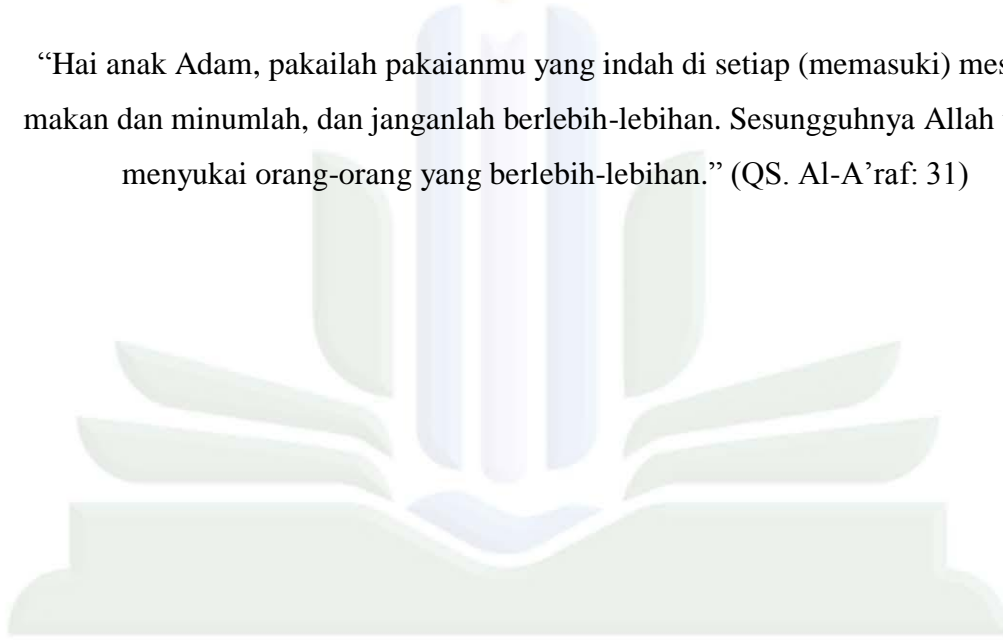 “Hai anak Adam, pakailah pakaianmu yang indah di setiap (memasuki)
makan dan minumlah, dan janganlah berlebih-lebihan. Sesungguhnya Allah
menyukai orang-orang yang berlebih-lebihan.” (QS. Al-A’raf: 31)